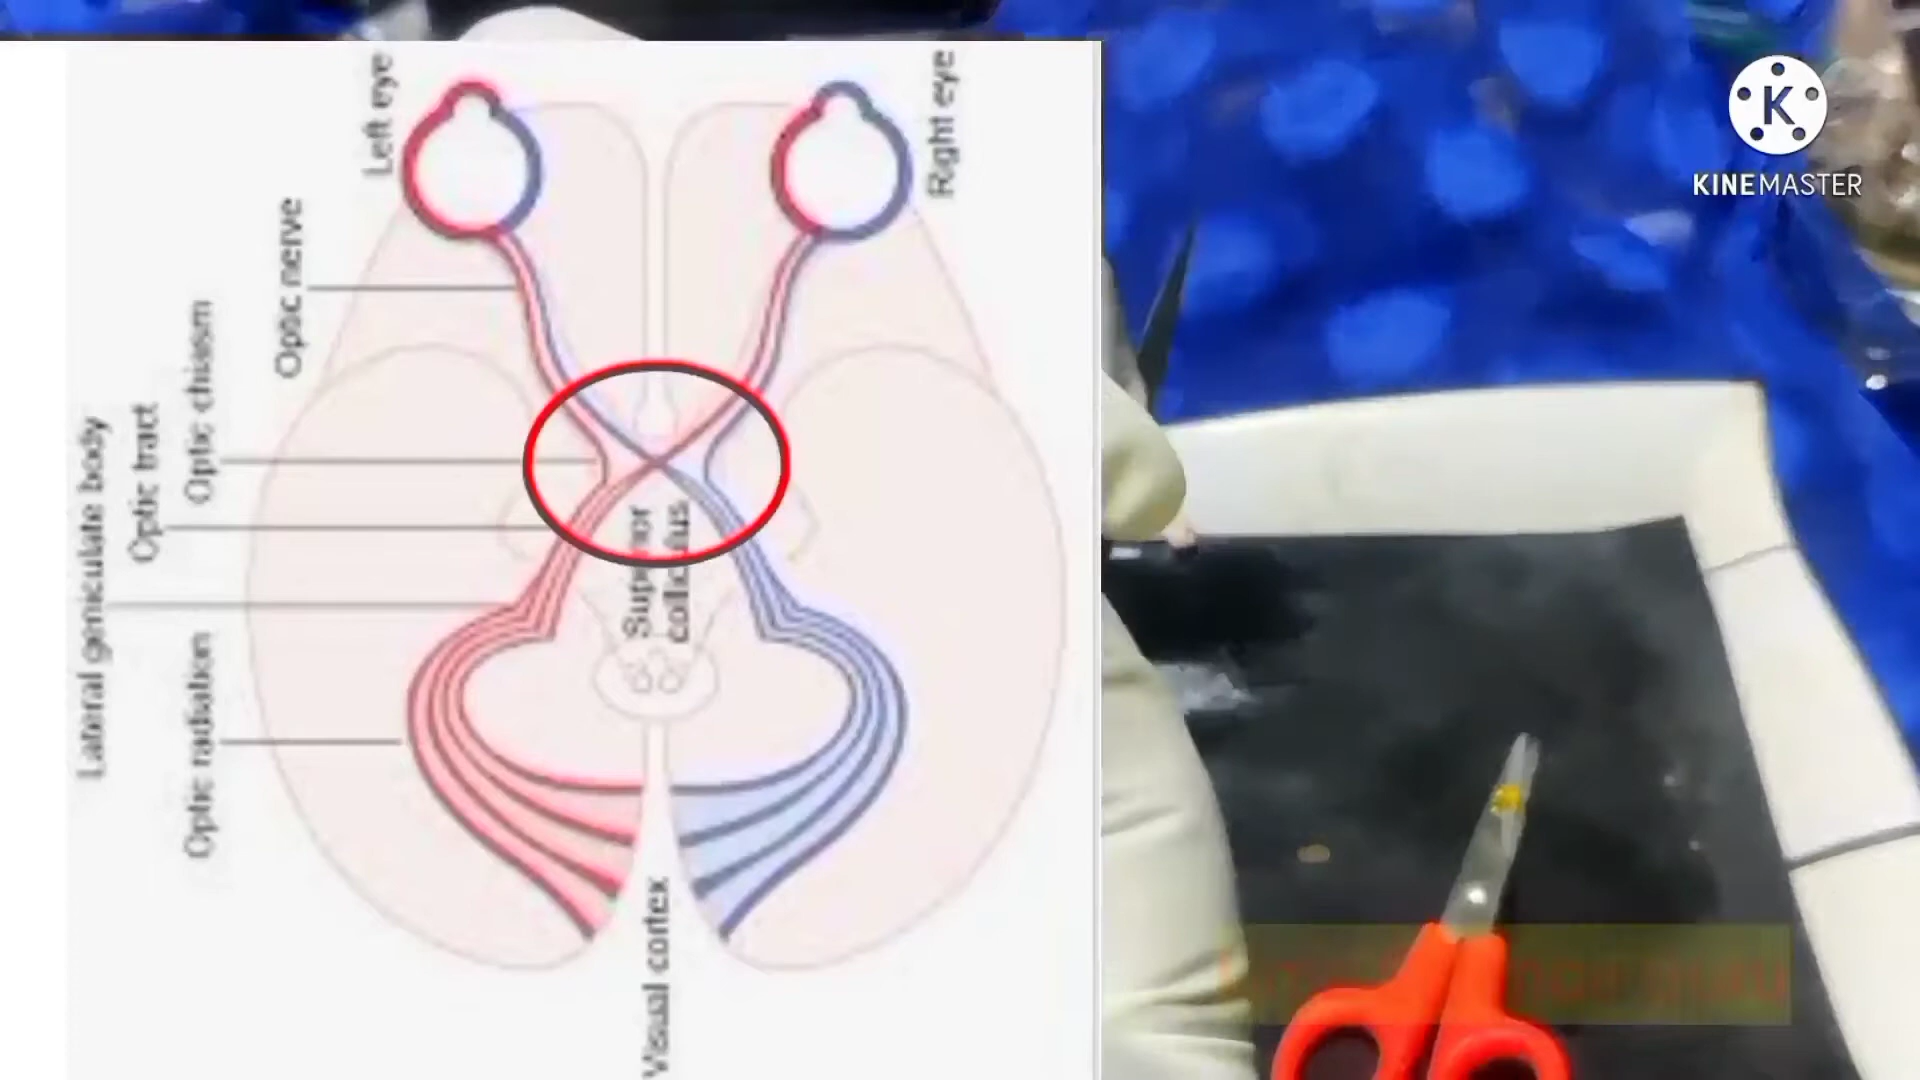 Left eye
Right eye
Optic nerve
Optic chiasm
Optic tract
Lateral geniculate body
Optic radiation
Superior
colliculus
Visual cortex
K
KINEMASTER